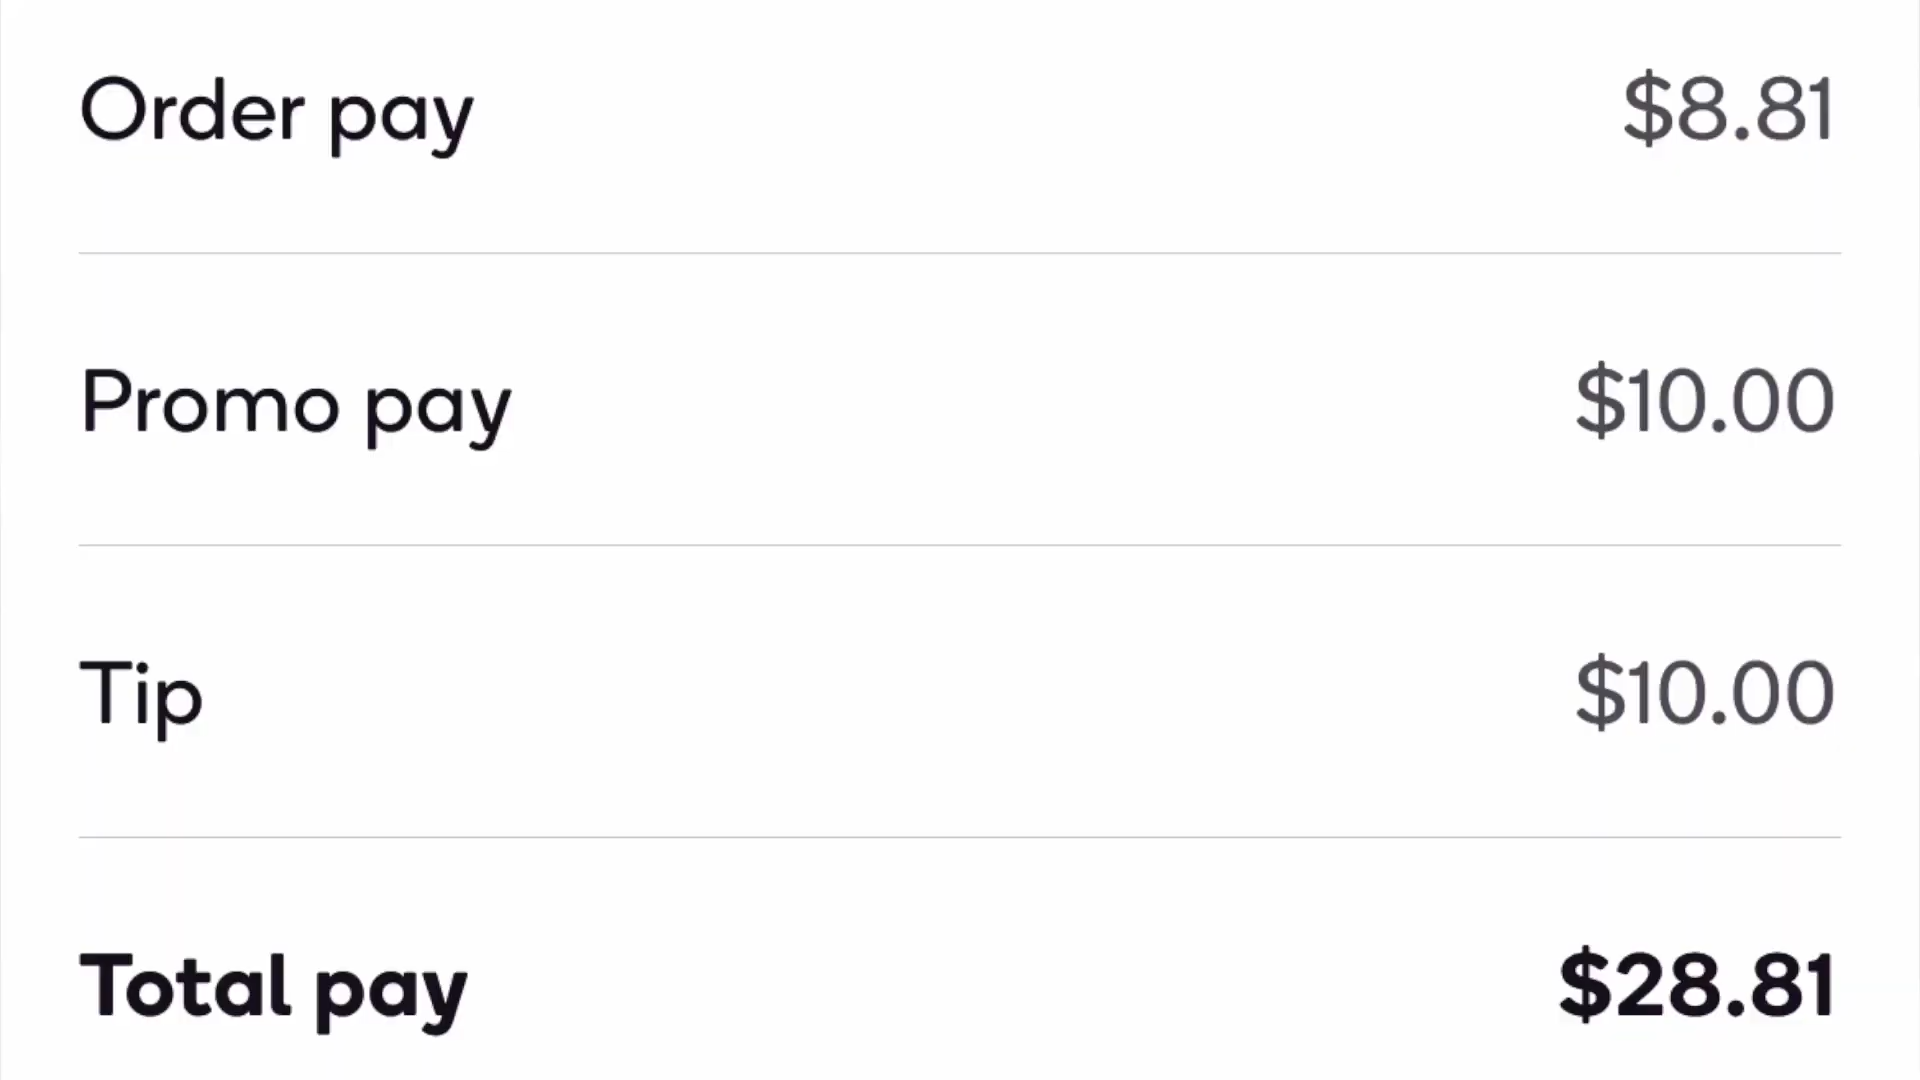 Order pay $8.81
Promo pay $10.00
Tip $10.00
Total pay $28.81